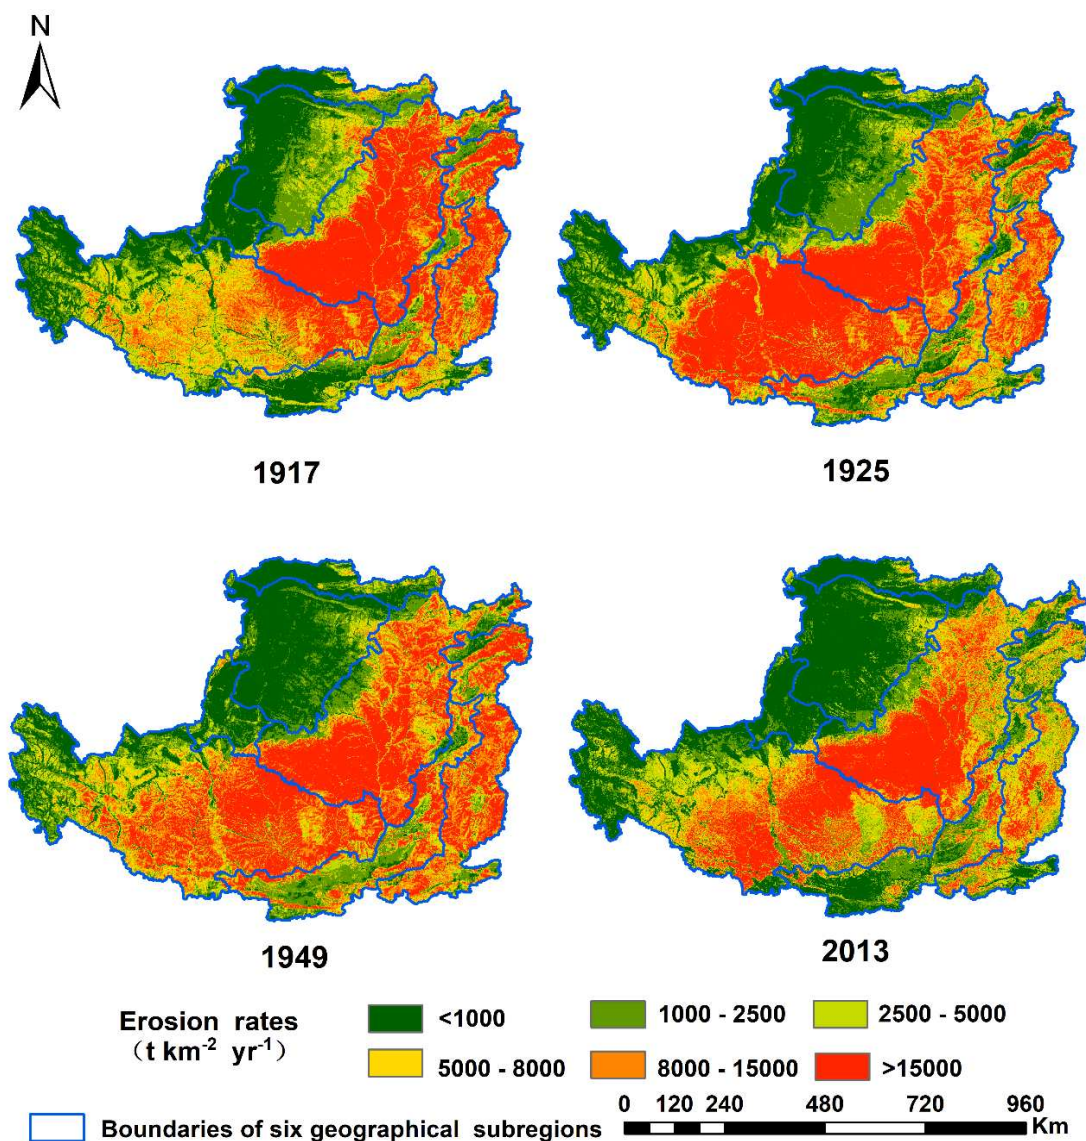 N
1917
1925
1949
2013
Erosion rates
（t km⁻² yr⁻¹）
<1000
1000 - 2500
2500 - 5000
5000 - 8000
8000 - 15000
>15000
Boundaries of six geographical subregions
0 120 240 480 720 960
Km